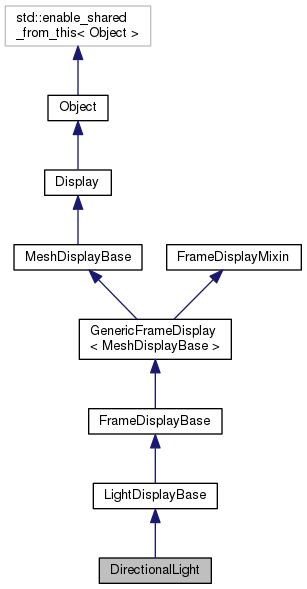 std::enable_shared
_from_this< Object >
Object
Display
MeshDisplayBase
FrameDisplayMixin
GenericFrameDisplay
< MeshDisplayBase >
FrameDisplayBase
LightDisplayBase
DirectionalLight